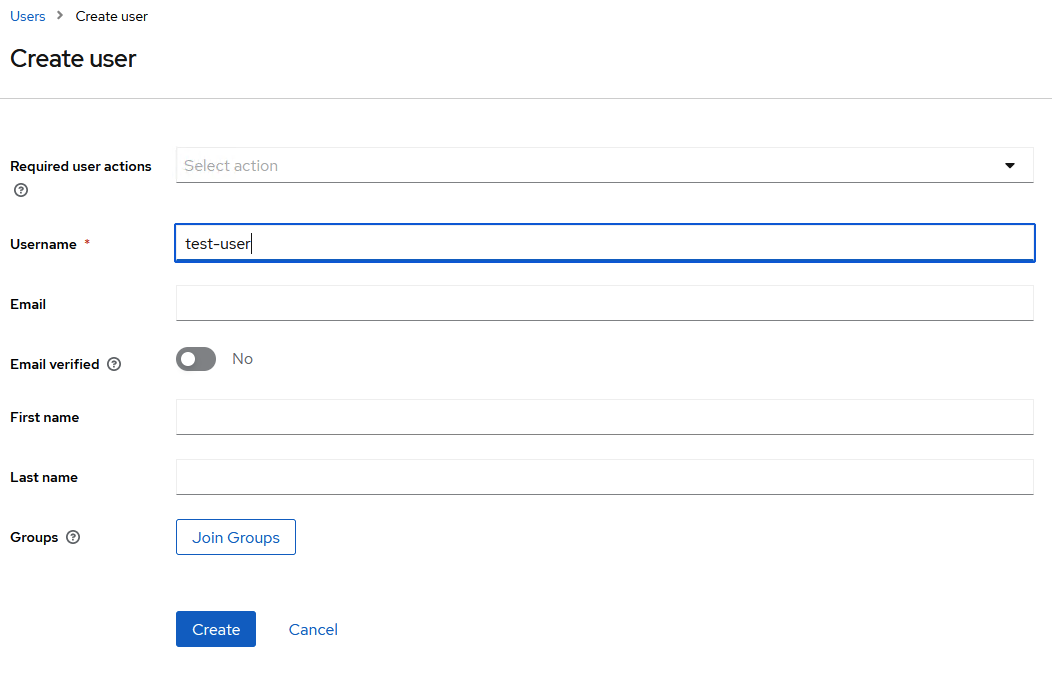 Users > Create user
Create user
Required user actions
Select action
Username *
test-user
Email
Email verified
No
First name
Last name
Groups
Join Groups
Create
Cancel